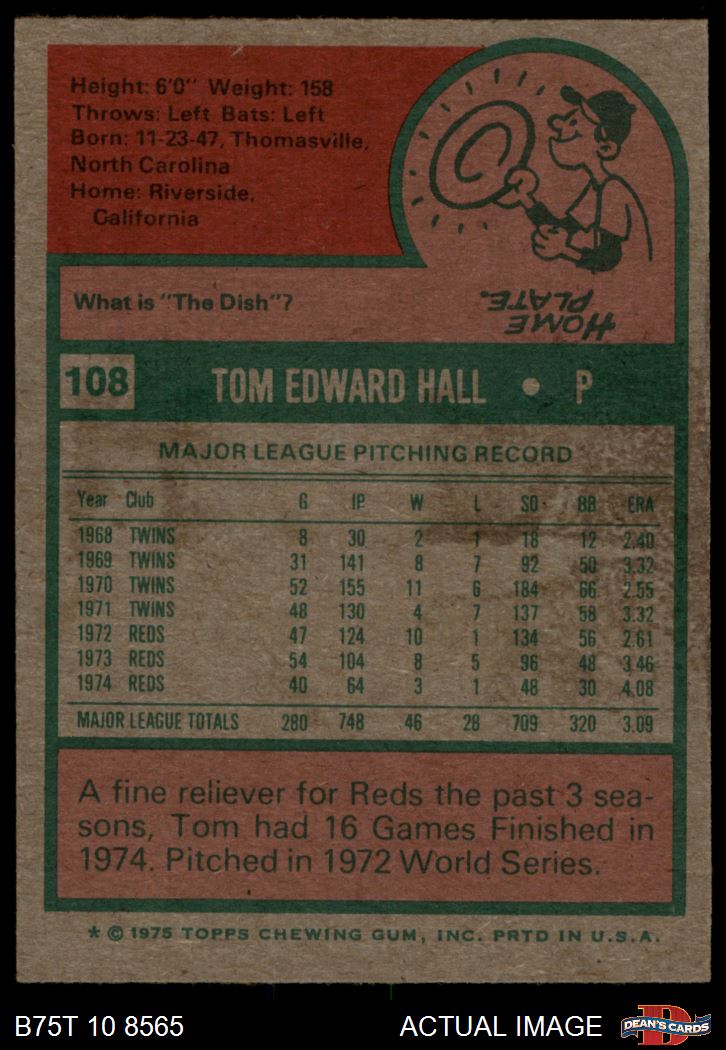 Height: 6'0" Weight: 158
Throws: Left Bats: Left
Born: 11-23-47, Thomasville,
North Carolina
Home: Riverside,
California
What is "The Dish"?
HOME
PLATE.
108 TOM EDWARD HALL • P
MAJOR LEAGUE PITCHING RECORD
Year Club G IP W L SO BB ERA
1968 TWINS 8 30 2 1 18 12 2.40
1969 TWINS 31 141 8 7 92 50 3.32
1970 TWINS 52 155 11 6 184 66 2.55
1971 TWINS 48 130 4 7 137 58 3.32
1972 REDS 47 124 10 1 134 56 2.61
1973 REDS 54 104 8 5 96 48 3.46
1974 REDS 40 64 3 1 48 30 4.08
MAJOR LEAGUE TOTALS 280 748 46 28 709 320 3.09
A fine reliever for Reds the past 3 sea-
sons, Tom had 16 Games Finished in
1974. Pitched in 1972 World Series.
* © 1975 TOPPS CHEWING GUM, INC. PRTD IN U.S.A.
B75T 10 8565 ACTUAL IMAGE
D
DEAN'S CARDS